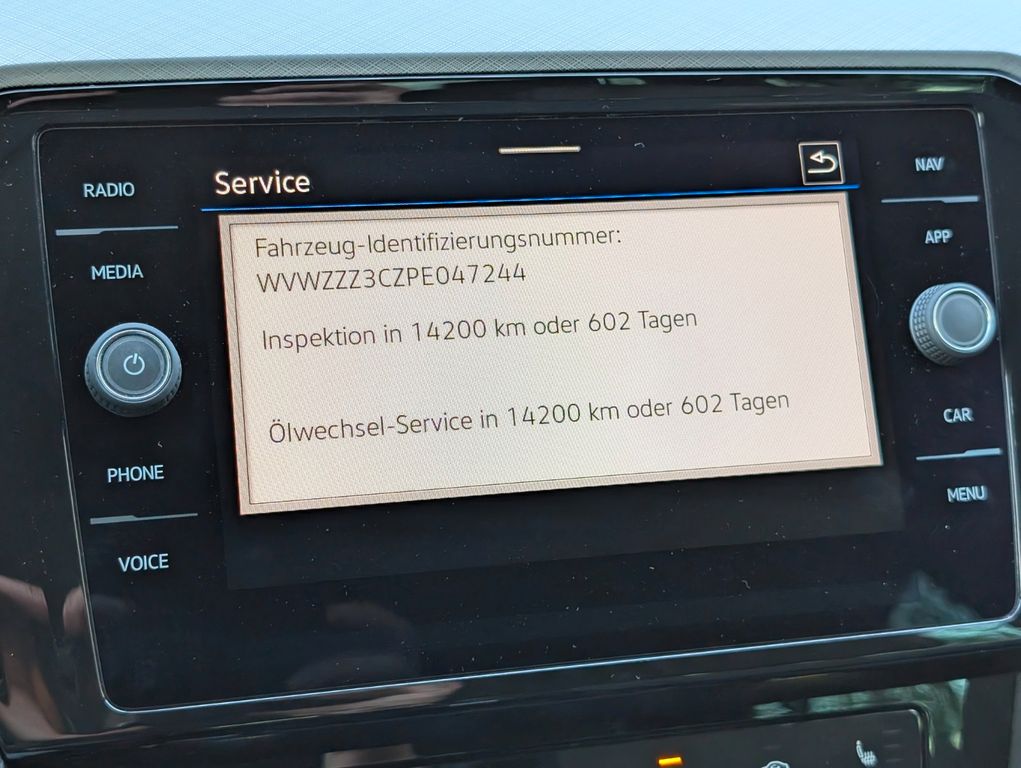 RADIO
MEDIA
PHONE
VOICE
Service
Fahrzeug-Identifizierungsnummer:
WVWZZZ3CZPE047244
Inspektion in 14200 km oder 602 Tagen
Ölwechsel-Service in 14200 km oder 602 Tagen
NAV
APP
CAR
MENU